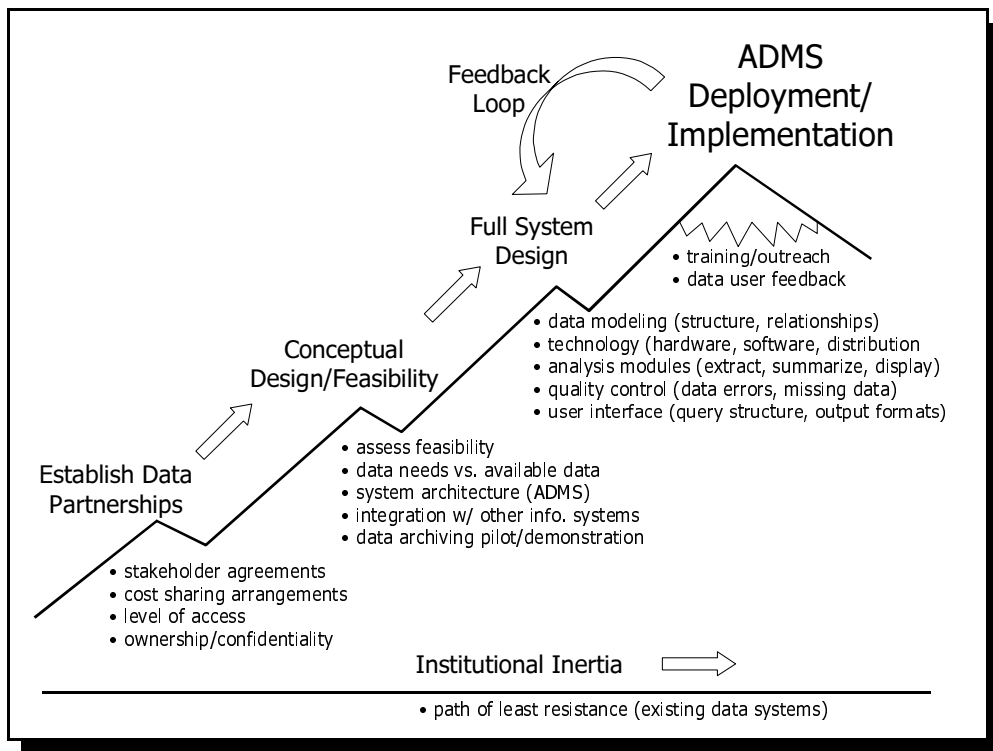 ADMS
Deployment/
Implementation
Feedback
Loop
Full System
Design
• training/outreach
• data user feedback
• data modeling (structure, relationships)
• technology (hardware, software, distribution
• analysis modules (extract, summarize, display)
• quality control (data errors, missing data)
• user interface (query structure, output formats)
Conceptual
Design/Feasibility
• assess feasibility
• data needs vs. available data
• system architecture (ADMS)
• integration w/ other info. systems
• data archiving pilot/demonstration
Establish Data
Partnerships
• stakeholder agreements
• cost sharing arrangements
• level of access
• ownership/confidentiality
Institutional Inertia
• path of least resistance (existing data systems)